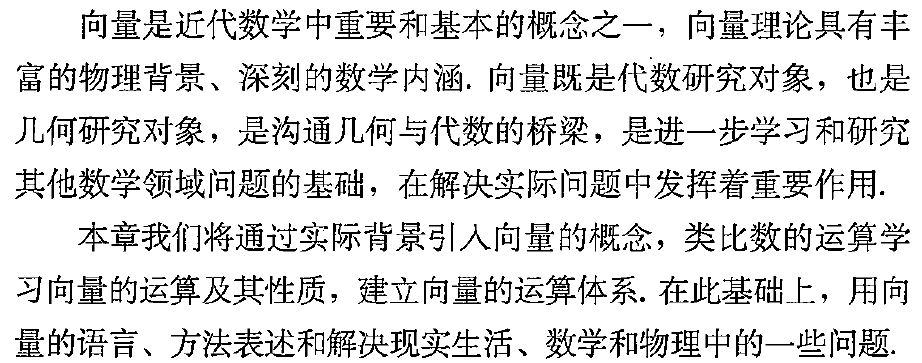 向量是近代数学中重要和基本的概念之一，向量理论具有丰
富的物理背景、深刻的数学内涵. 向量既是代数研究对象，也是
几何研究对象，是沟通几何与代数的桥梁，是进一步学习和研究
其他数学领域问题的基础，在解决实际问题中发挥着重要作用.
本章我们将通过实际背景引入向量的概念，类比数的运算学
习向量的运算及其性质，建立向量的运算体系. 在此基础上，用向
量的语言、方法表述和解决现实生活、数学和物理中的一些问题.